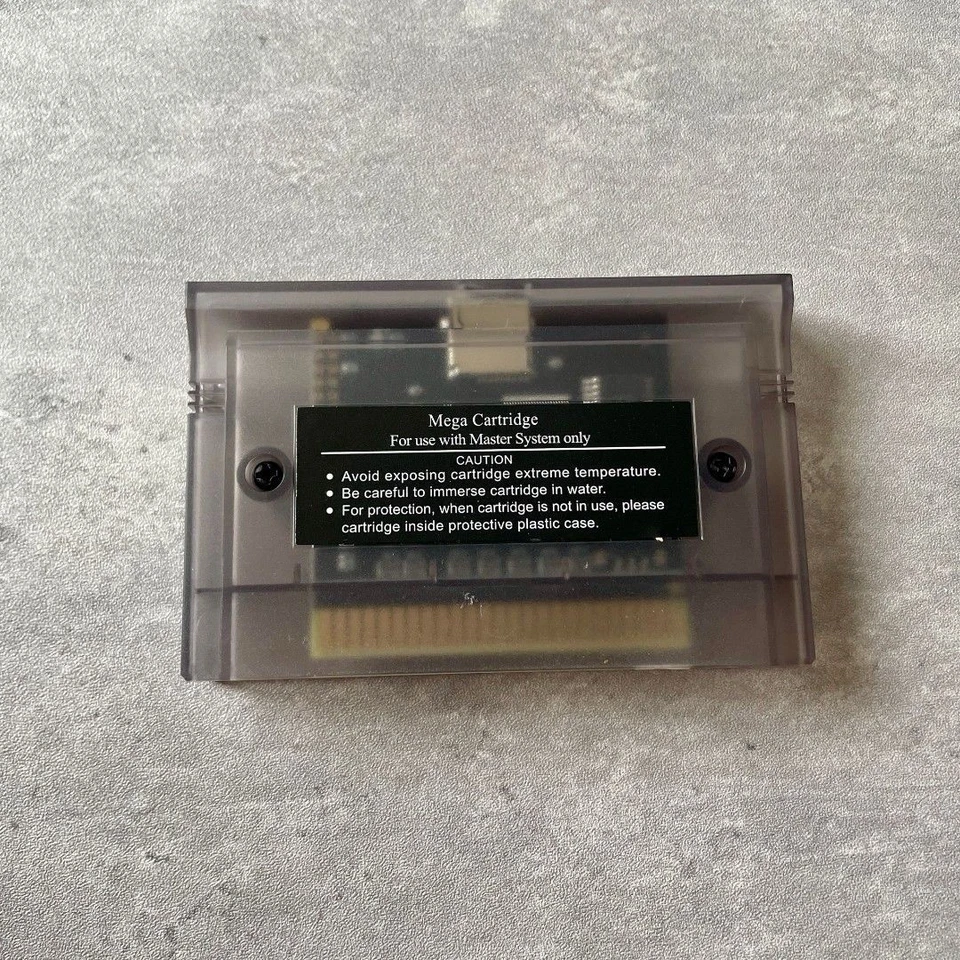 Mega Cartridge
For use with Master System only
CAUTION
• Avoid exposing cartridge extreme temperature.
• Be careful to immerse cartridge in water.
• For protection, when cartridge is not in use, please
cartridge inside protective plastic case.